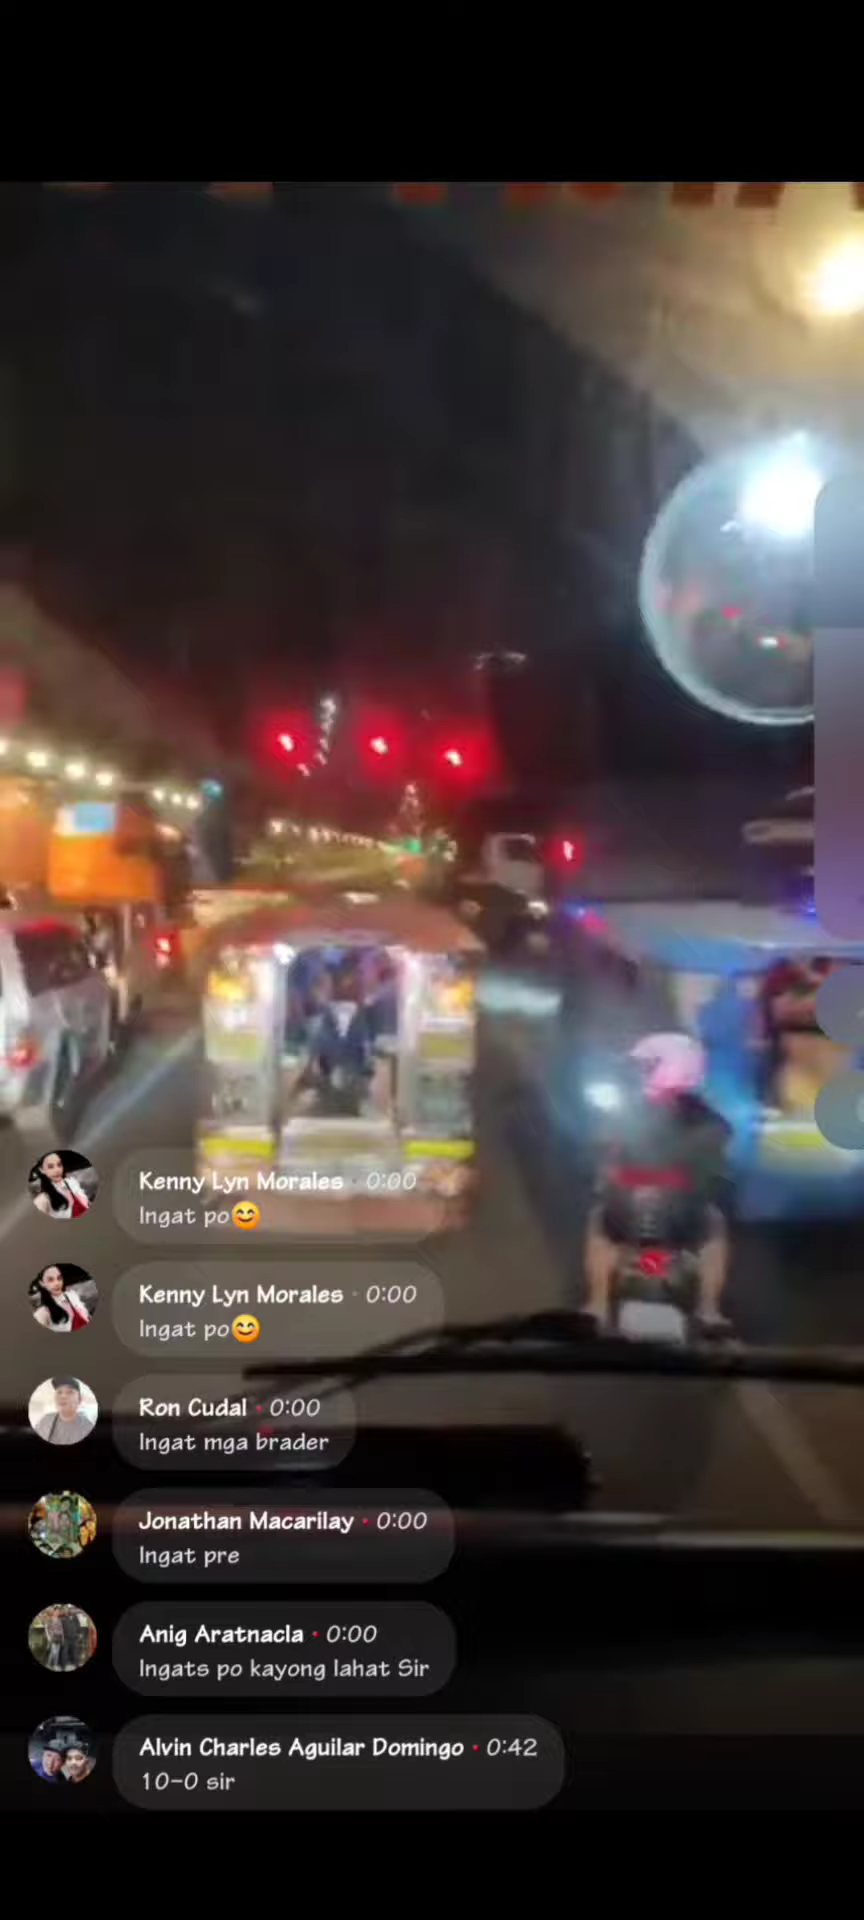 Kenny Lyn Morales · 0:00
Ingat po😊
Kenny Lyn Morales · 0:00
Ingat po😊
Ron Cudal · 0:00
Ingat mga brader
Jonathan Macarilay · 0:00
Ingat pre
Anig Aratnacla · 0:00
Ingats po kayong lahat Sir
Alvin Charles Aguilar Domingo · 0:42
10-0 sir